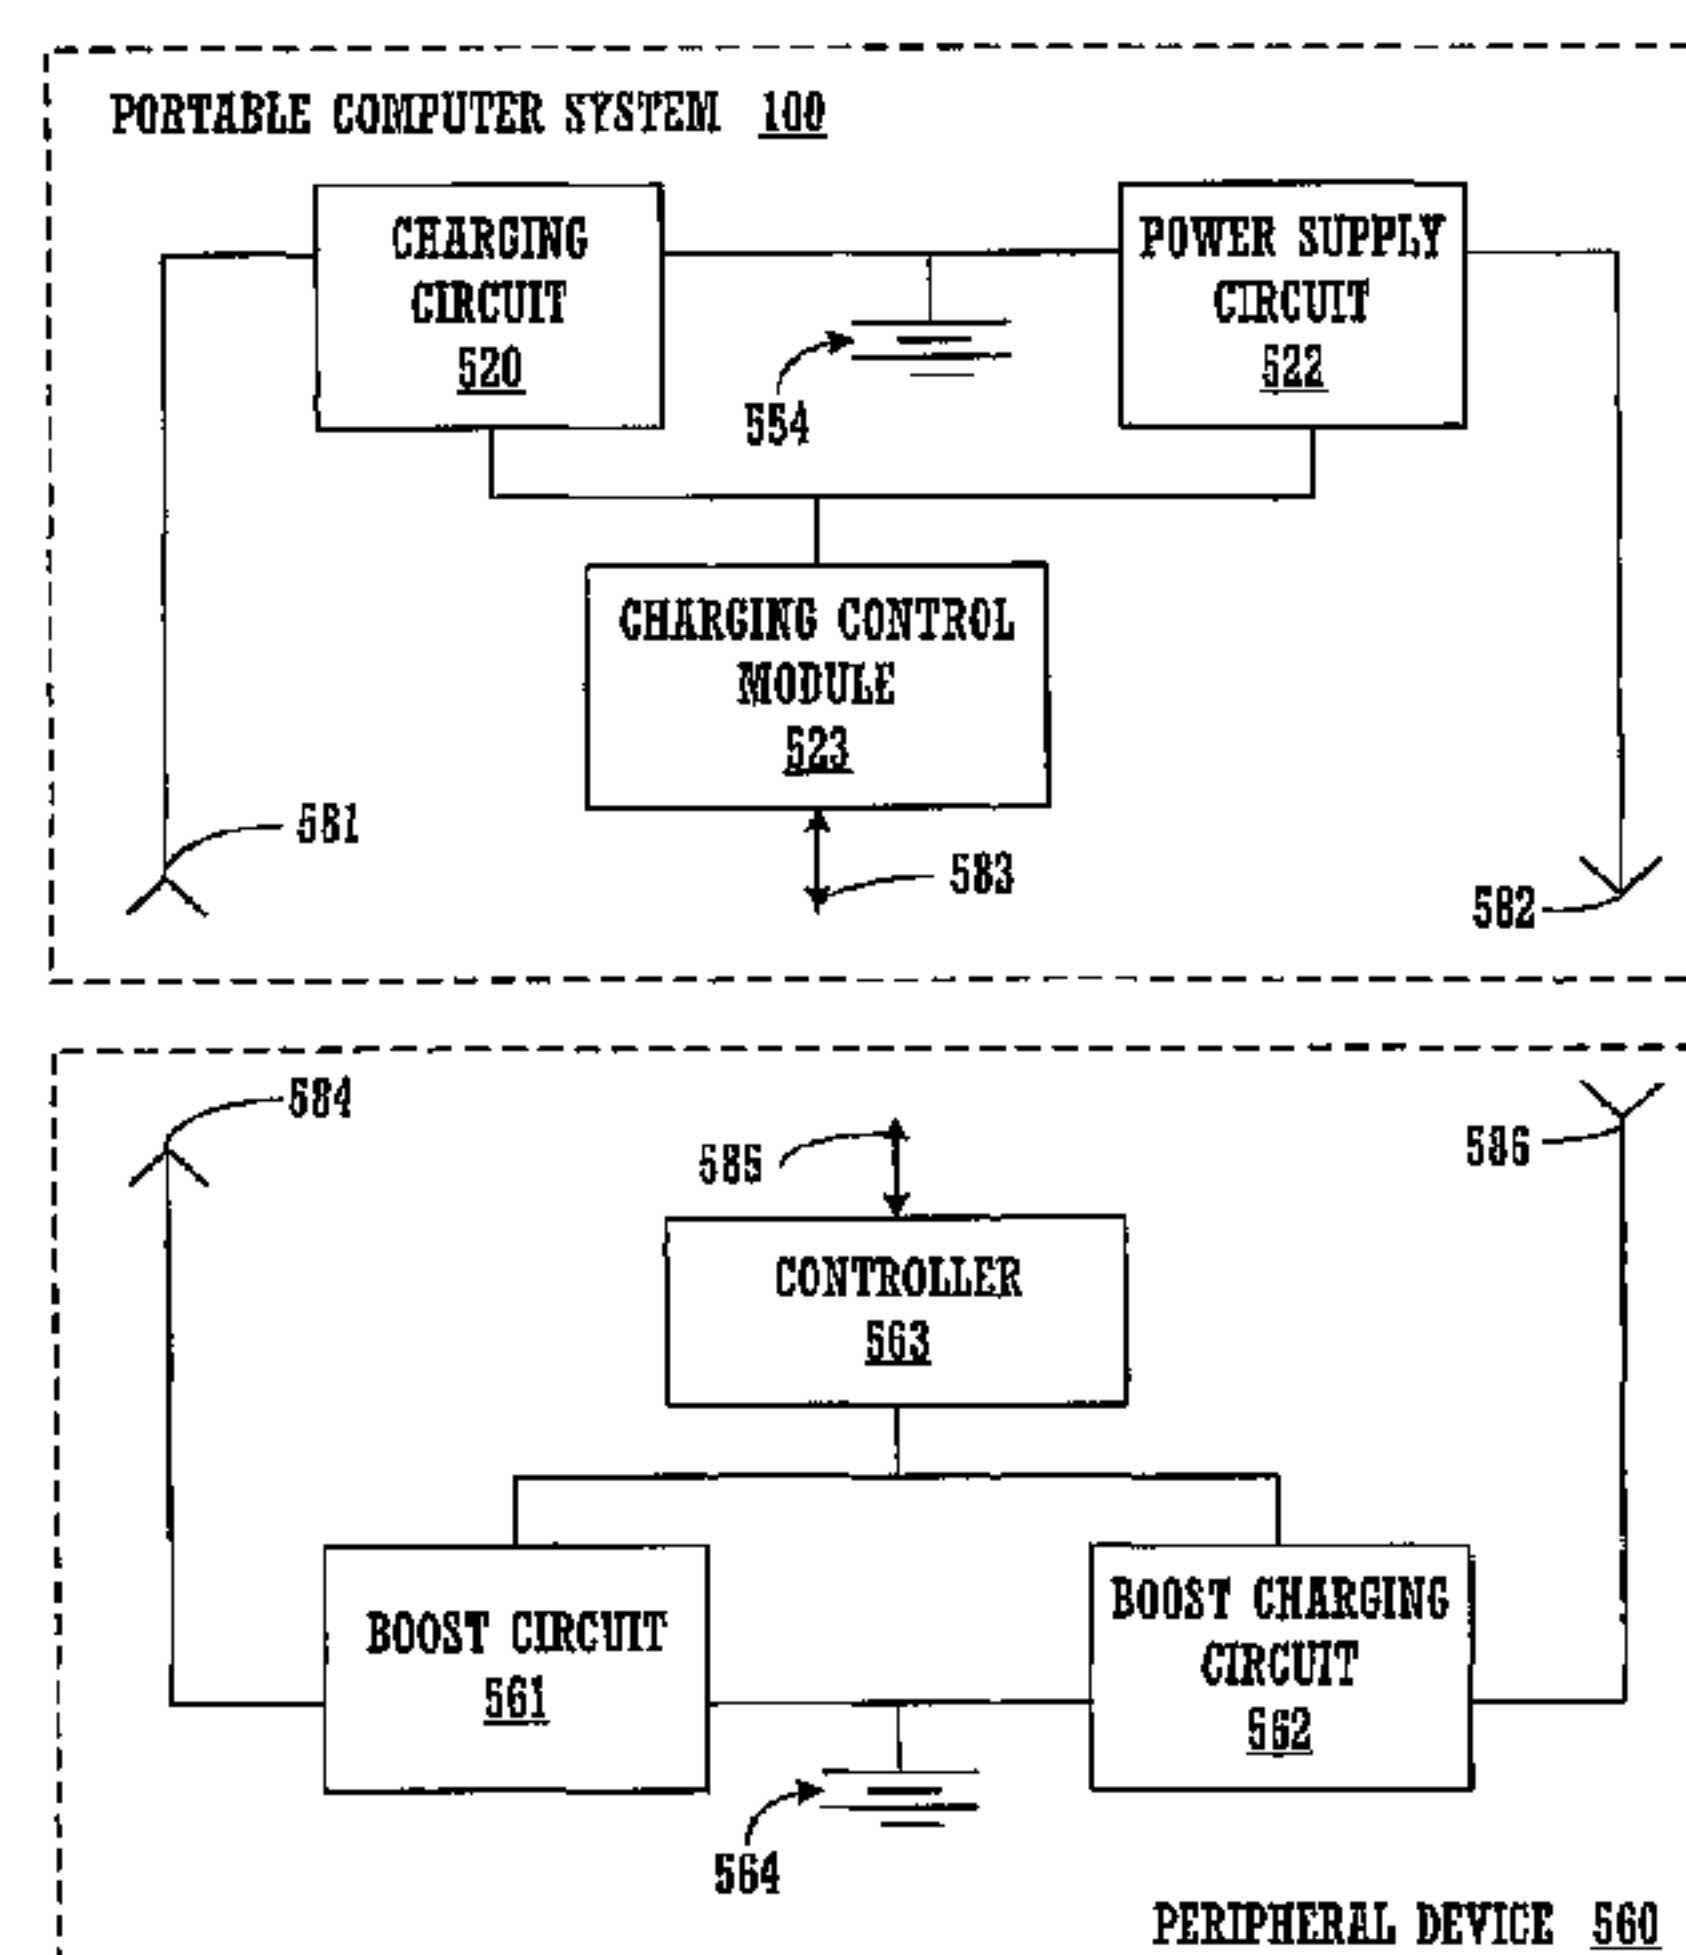 PORTABLE COMPUTER SYSTEM 100
CHARGING
CIRCUIT
520
POWER SUPPLY
CIRCUIT
522
554
CHARGING CONTROL
MODULE
523
581
583
582
584
585
586
CONTROLLER
563
BOOST CIRCUIT
561
BOOST CHARGING
CIRCUIT
562
564
PERIPHERAL DEVICE 560